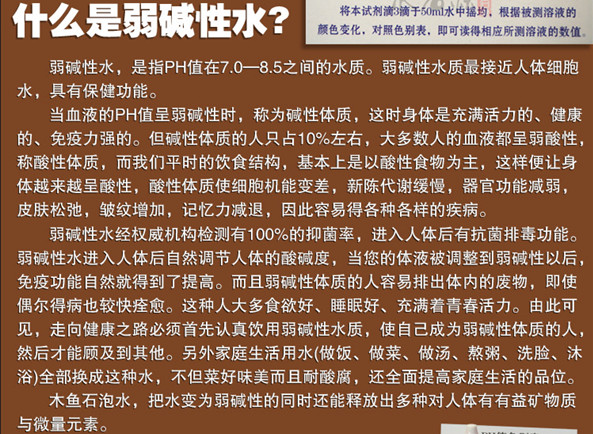 什么是弱碱性水?
将本试剂滴3滴于50ml水中摇均，根据被测溶液的
颜色变化，对照色别表，即可读得相应所测溶液的数值。
弱碱性水，是指PH值在7.0—8.5之间的水质。弱碱性水质最接近人体细胞
水，具有保健功能。
当血液的PH值呈弱碱性时，称为碱性体质，这时身体是充满活力的、健康
的、免疫力强的。但碱性体质的人只占10%左右，大多数人的血液都呈弱酸性，
称酸性体质，而我们平时的饮食结构，基本上是以酸性食物为主，这样便让身
体越来越呈酸性，酸性体质使细胞机能变差，新陈代谢缓慢，器官功能减弱，
皮肤松弛，皱纹增加，记忆力减退，因此容易得各种各样的疾病。
弱碱性水经权威机构检测有100%的抑菌率，进入人体后有抗菌排毒功能。
弱碱性水进入人体后自然调节人体的酸碱度，当您的体液被调整到弱碱性以后，
免疫功能自然就得到了提高。而且弱碱性体质的人容易排出体内的废物，即使
偶尔得病也较快痊愈。这种人大多食欲好、睡眠好、充满着青春活力。由此可
见，走向健康之路必须首先认真饮用弱碱性水质，使自己成为弱碱性体质的人，
然后才能顾及到其他。另外家庭生活用水(做饭、做菜、做汤、熬粥、洗脸、沐
浴)全部换成这种水，不但菜好味美而且耐酸腐，还全面提高家庭生活的品位。
木鱼石泡水，把水变为弱碱性的同时还能释放出多种对人体有有益矿物质
与微量元素。